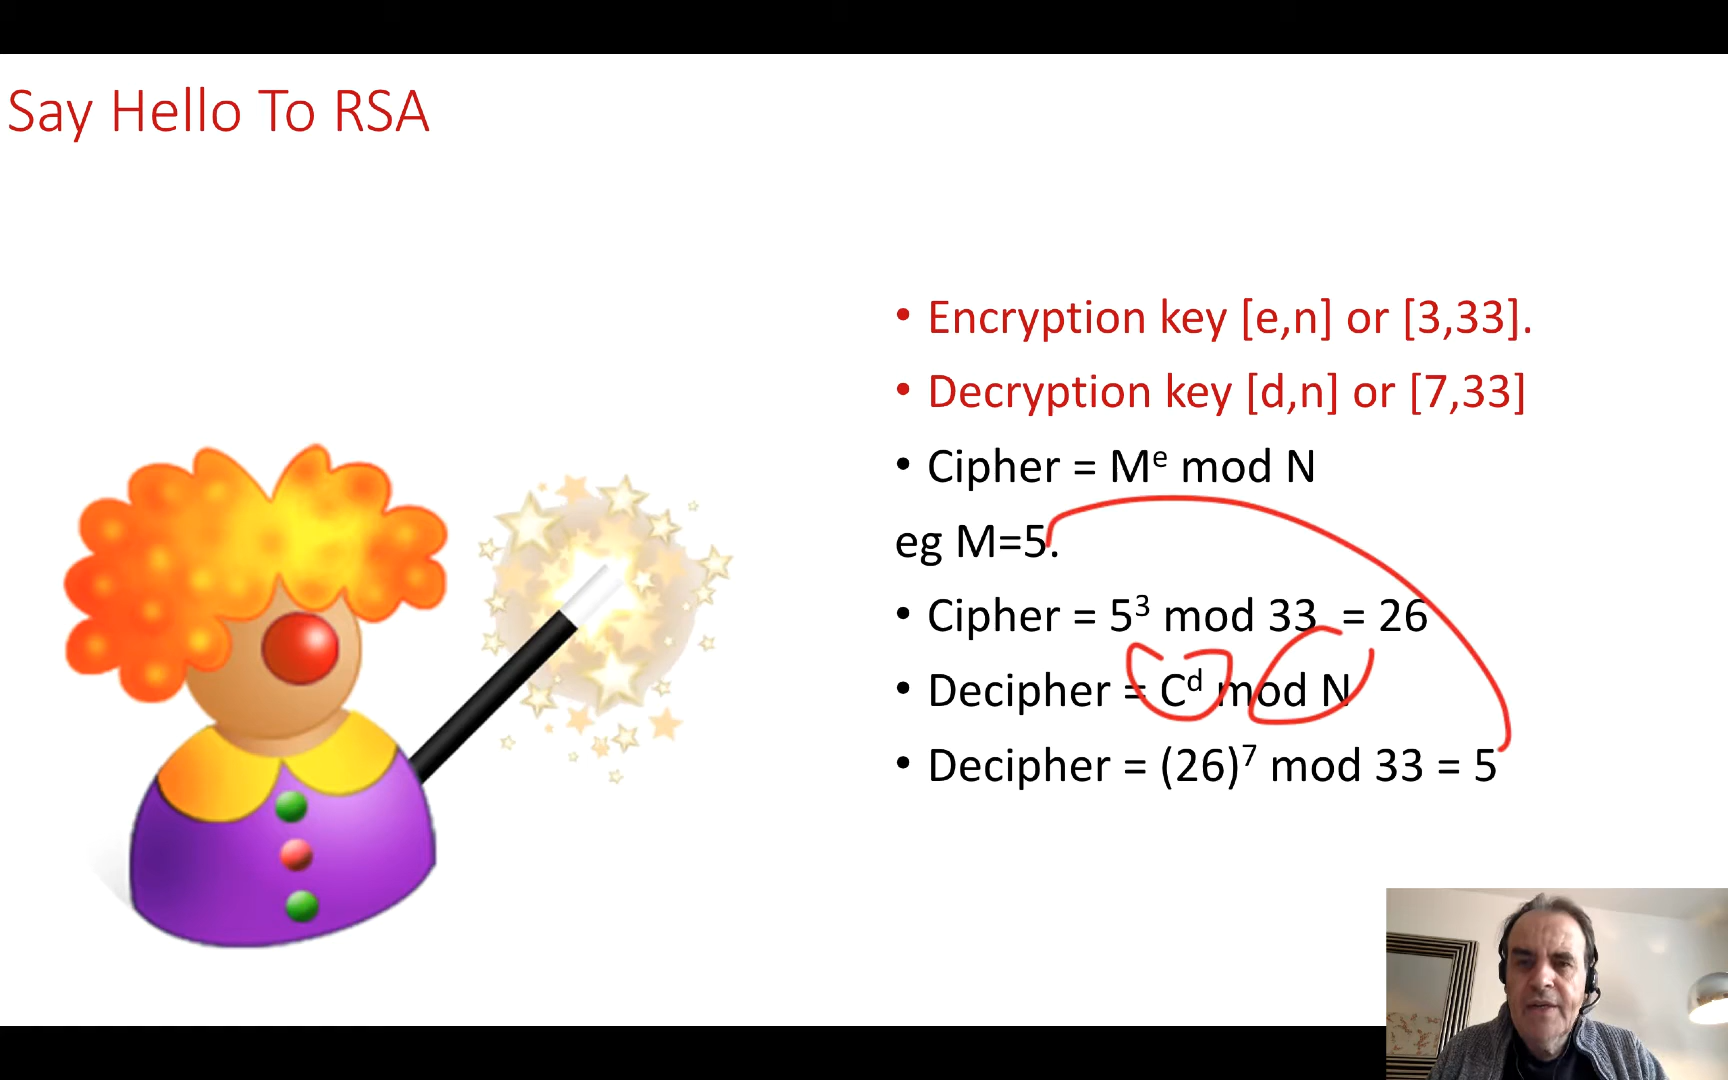 Say Hello To RSA
• Encryption key [e,n] or [3,33].
• Decryption key [d,n] or [7,33]
• Cipher = Mᵉ mod N
eg M=5.
• Cipher = 5³ mod 33 = 26
• Decipher = Cᵈ mod N
• Decipher = (26)⁷ mod 33 = 5